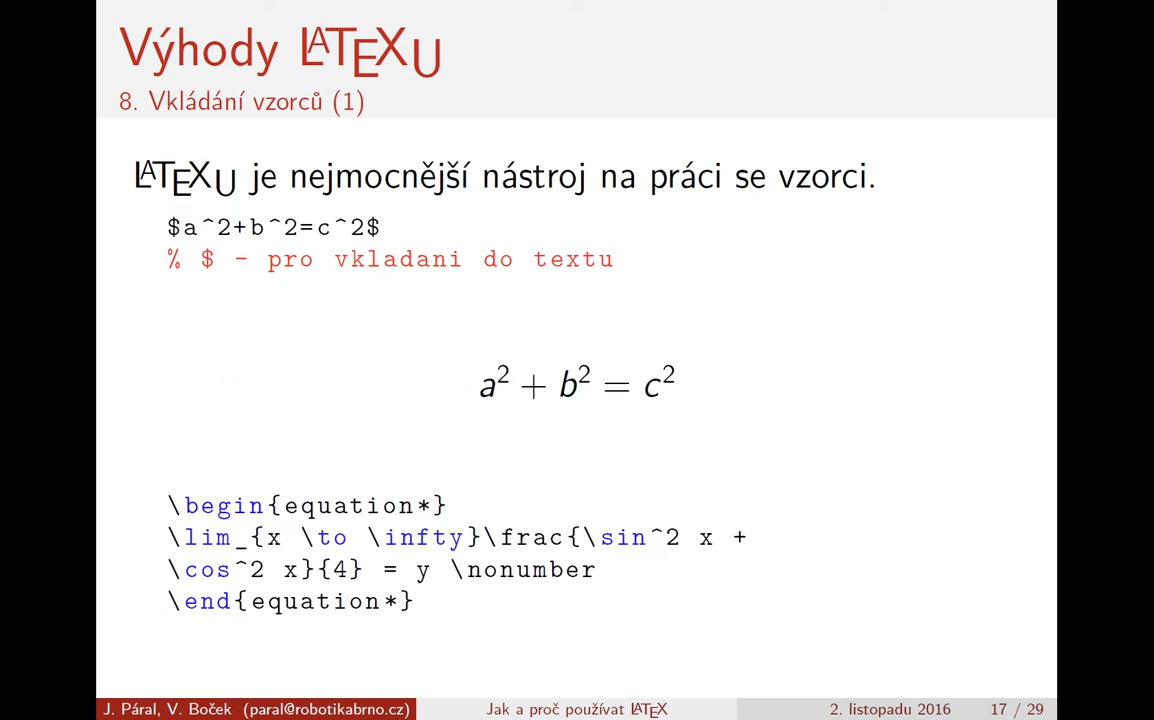 Výhody LATEXU
8. Vkládání vzorců (1)
LATEXU je nejmocnější nástroj na práci se vzorci.
$a^2+b^2=c^2$
% $ - pro vkladani do textu
a² + b² = c²
\begin{equation*}
\lim_{x \to \infty}\frac{\sin^2 x +
\cos^2 x}{4} = y \nonumber
\end{equation*}
J. Páral, V. Boček (paral@robotikabrno.cz) Jak a proč používat LATEX 2. listopadu 2016 17 / 29